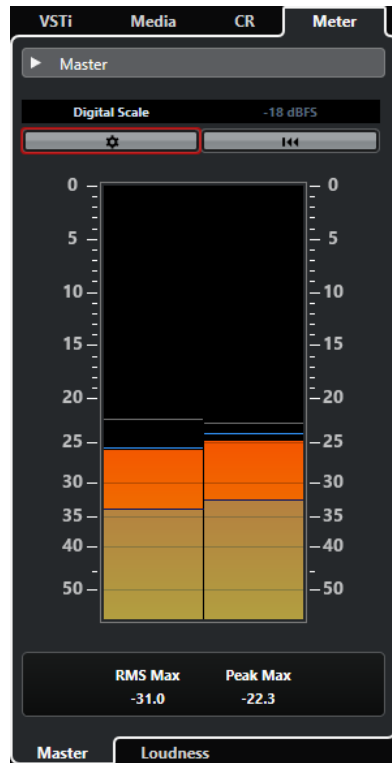 VSTi Media CR Meter
Master
Digital Scale -18 dBFS
0 0
5 5
10 10
15 15
20 20
25 25
30 30
35 35
40 40
50 50
RMS Max Peak Max
-31.0 -22.3
Master Loudness